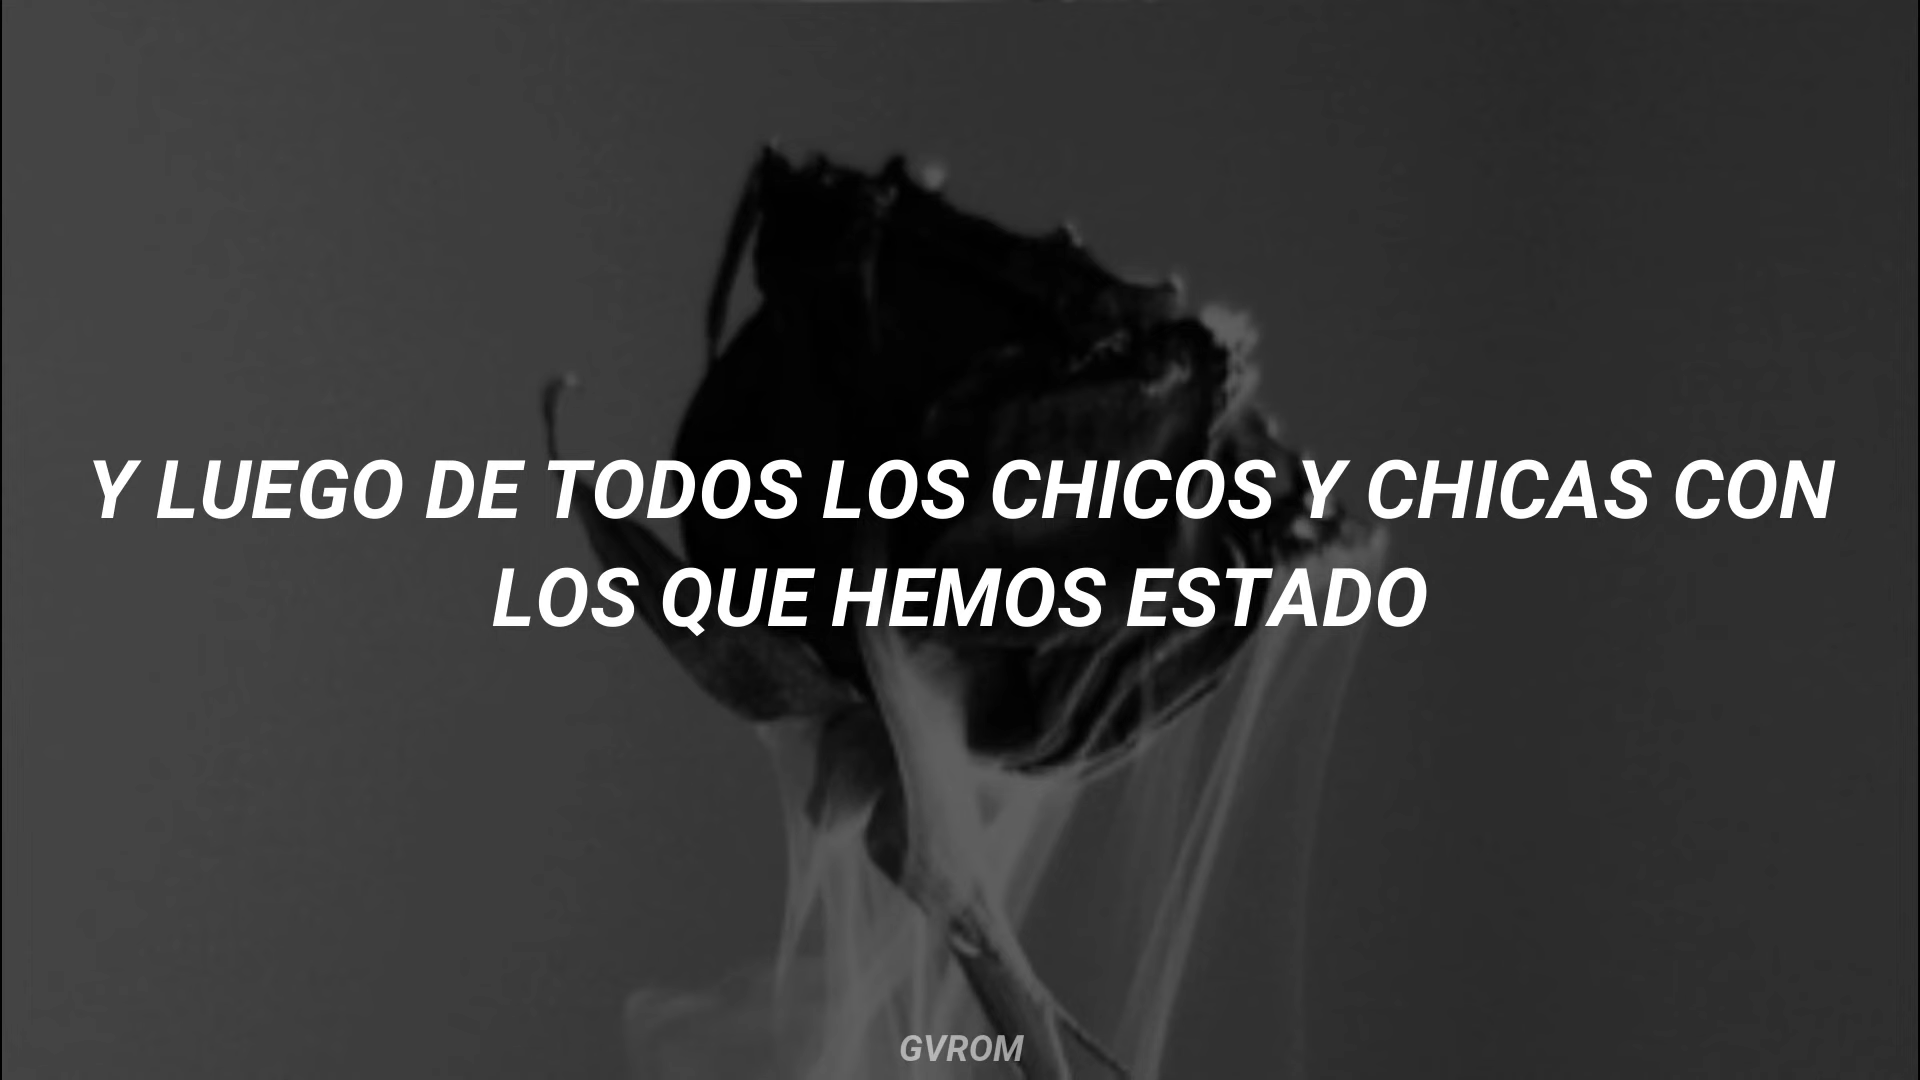 Y LUEGO DE TODOS LOS CHICOS Y CHICAS CON
LOS QUE HEMOS ESTADO
GVROM